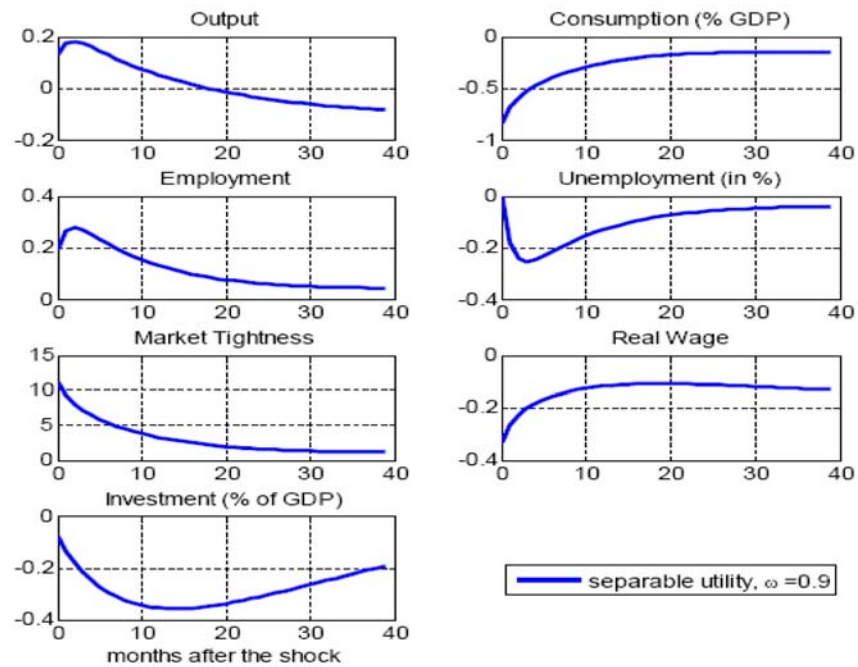 Output
0.2
0
-0.2
0 10 20 30 40
Consumption (% GDP)
0
-0.5
-1
0 10 20 30 40
Employment
0.4
0.2
0
0 10 20 30 40
Unemployment (in %)
0
-0.2
-0.4
0 10 20 30 40
Market Tightness
15
10
5
0
0 10 20 30 40
Real Wage
0
-0.2
-0.4
0 10 20 30 40
Investment (% of GDP)
0
-0.2
-0.4
0 10 20 30 40
months after the shock
separable utility, ω =0.9